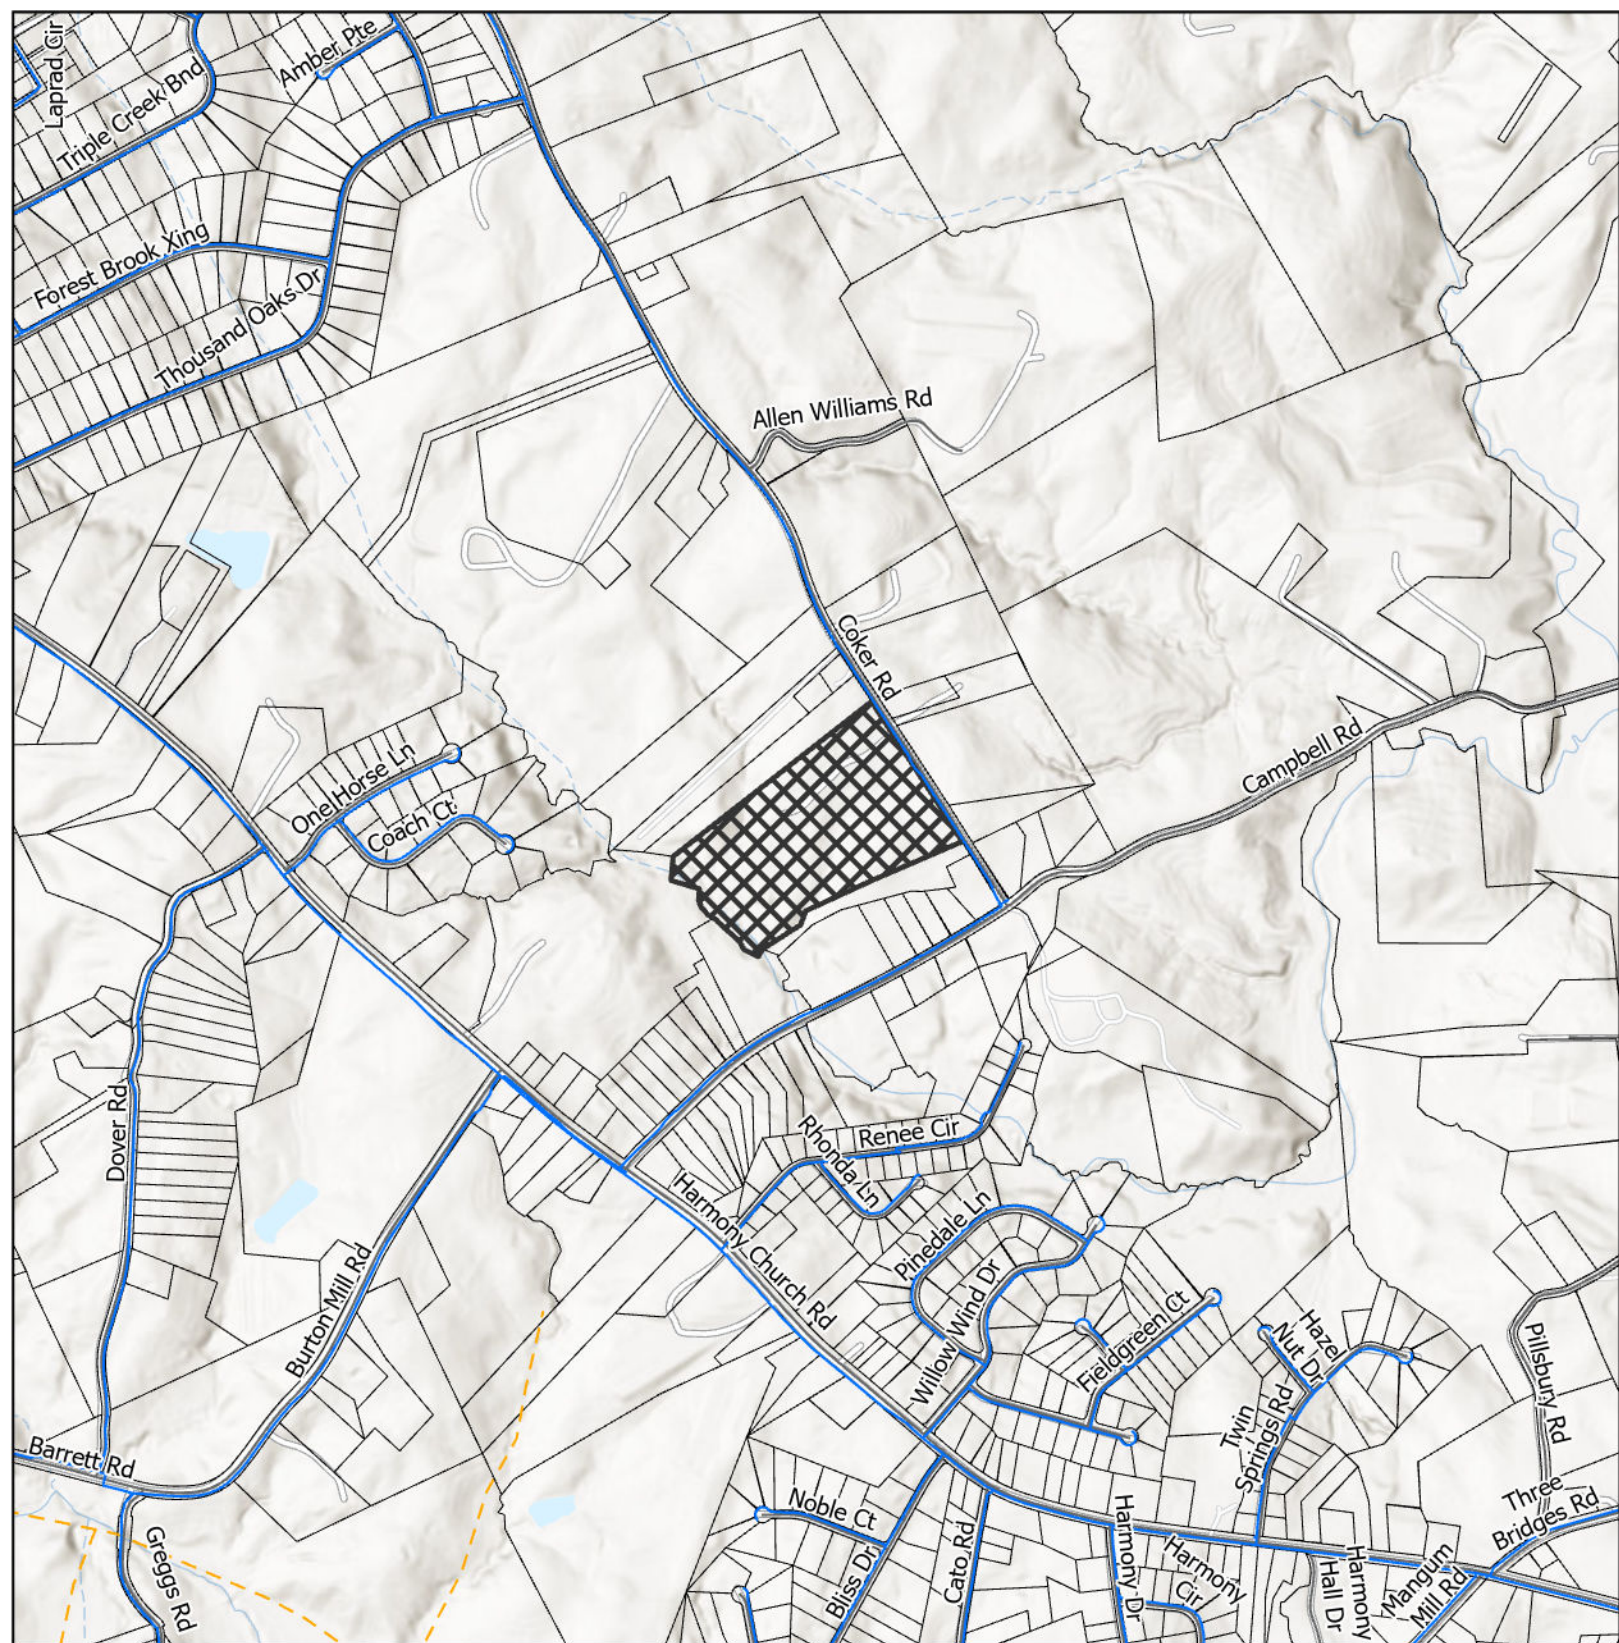 Laprad Cir
Triple Creek Bnd
Amber Pte
Forest Brook Xing
Thousand Oaks Dr
Allen Williams Rd
Coker Rd
Campbell Rd
One Horse Ln
Coach Ct
Dover Rd
Renee Cir
Rhonda Ln
Harmony Church Rd
Pinedale Ln
Willow Wind Dr
Burton Mill Rd
Fieldgreen Ct
Hazel
Nut Dr
Twin
Springs Rd
Pillsbury Rd
Barrett Rd
Greggs Rd
Noble Ct
Bliss Dr
Cato Rd
Harmony Dr
Harmony
Cir
Harmony
Hall Dr
Mangum
Mill Rd
Three
Bridges Rd